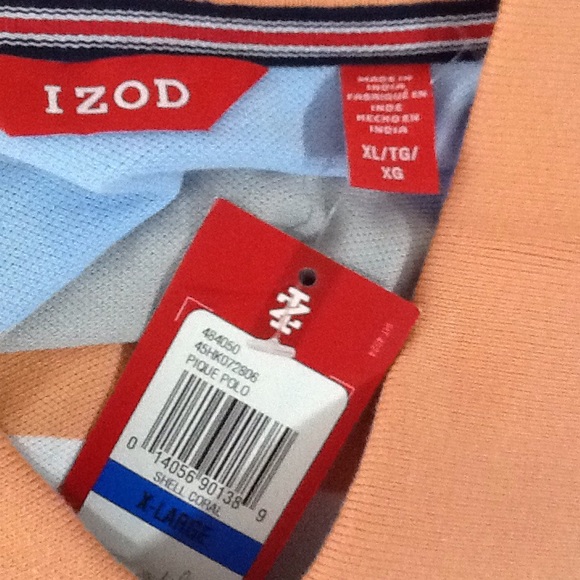 IZOD
MADE IN
INDIA
FABRIQUÉ EN
INDE
HECHO EN
INDIA
XL/TG/
XG
484050
45HK072806
PIQUE POLO
0 14056 90138 9
SHELL CORAL
X-LARGE